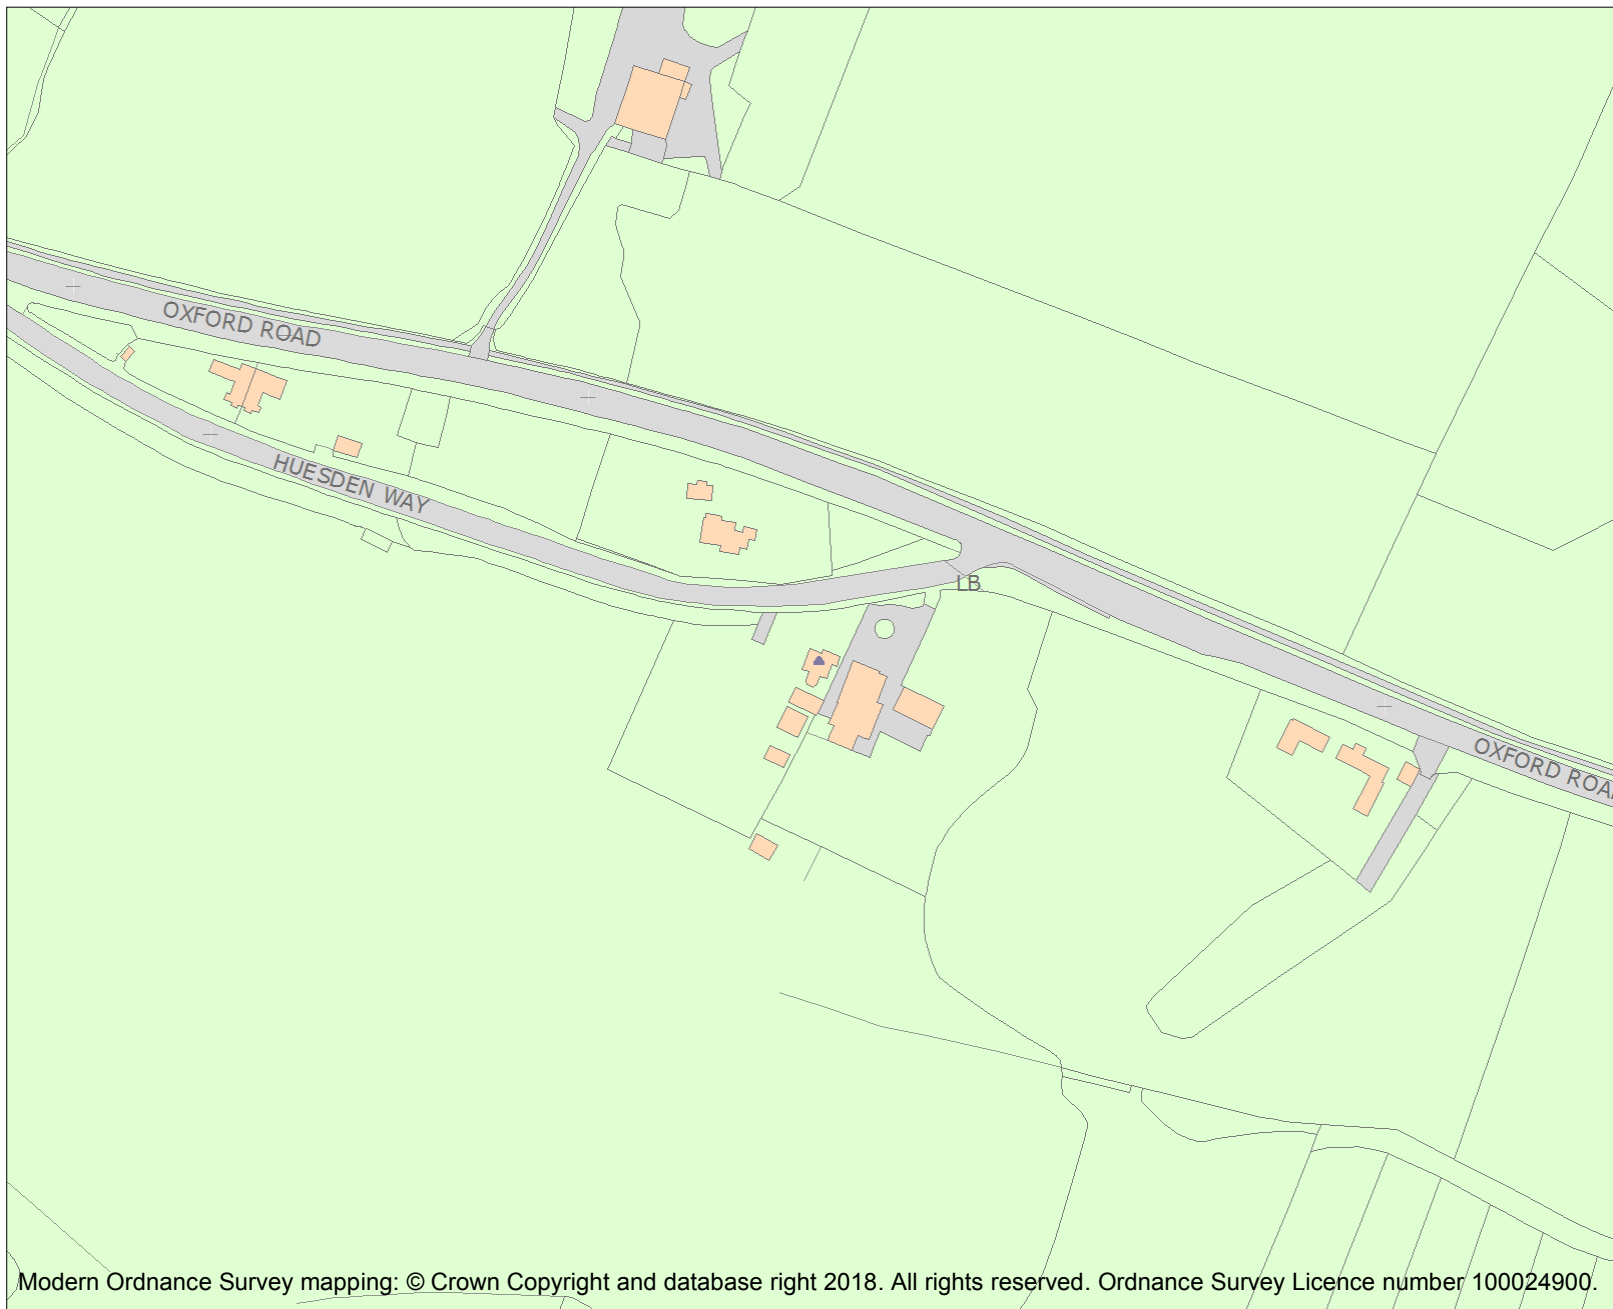 OXFORD ROAD
HUESDEN WAY
LB
OXFORD ROA
Modern Ordnance Survey mapping: © Crown Copyright and database right 2018. All rights reserved. Ordnance Survey Licence number 100024900.